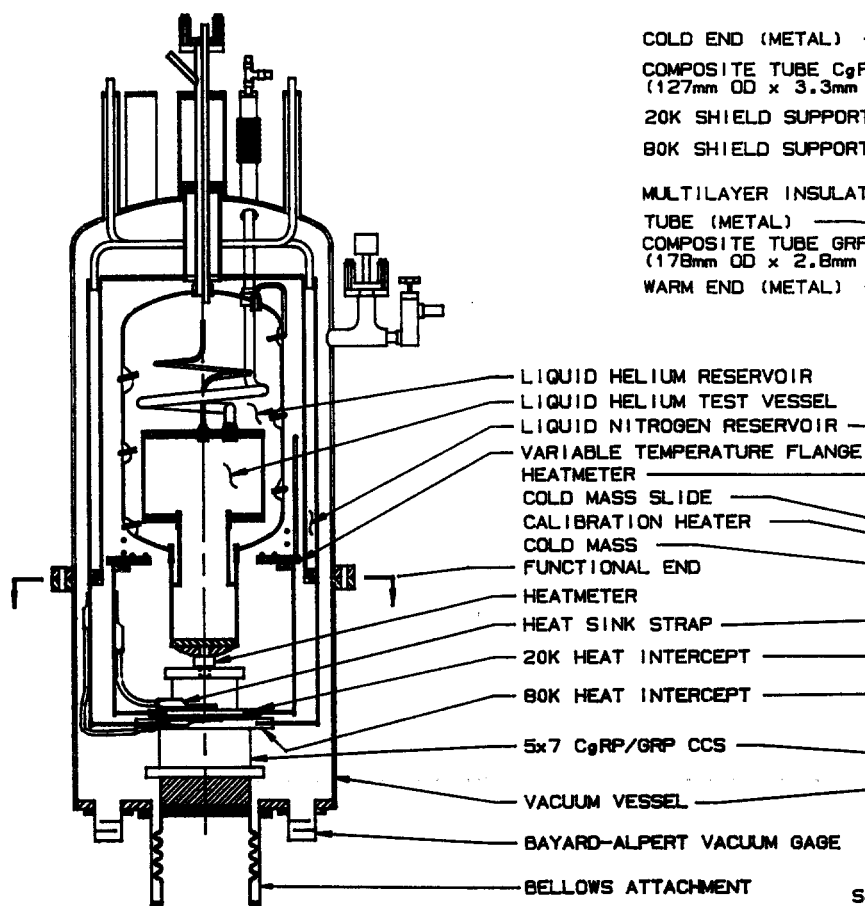 COLD END (METAL)
COMPOSITE TUBE CgR
(127mm OD x 3.3mm
20K SHIELD SUPPORT
80K SHIELD SUPPORT
MULTILAYER INSULAT
TUBE (METAL)
COMPOSITE TUBE GRP
(178mm OD x 2.8mm
WARM END (METAL)
LIQUID HELIUM RESERVOIR
LIQUID HELIUM TEST VESSEL
LIQUID NITROGEN RESERVOIR
VARIABLE TEMPERATURE FLANGE
HEATMETER
COLD MASS SLIDE
CALIBRATION HEATER
COLD MASS
FUNCTIONAL END
HEATMETER
HEAT SINK STRAP
20K HEAT INTERCEPT
80K HEAT INTERCEPT
5x7 CgRP/GRP CCS
VACUUM VESSEL
BAYARD-ALPERT VACUUM GAGE
BELLOWS ATTACHMENT
S